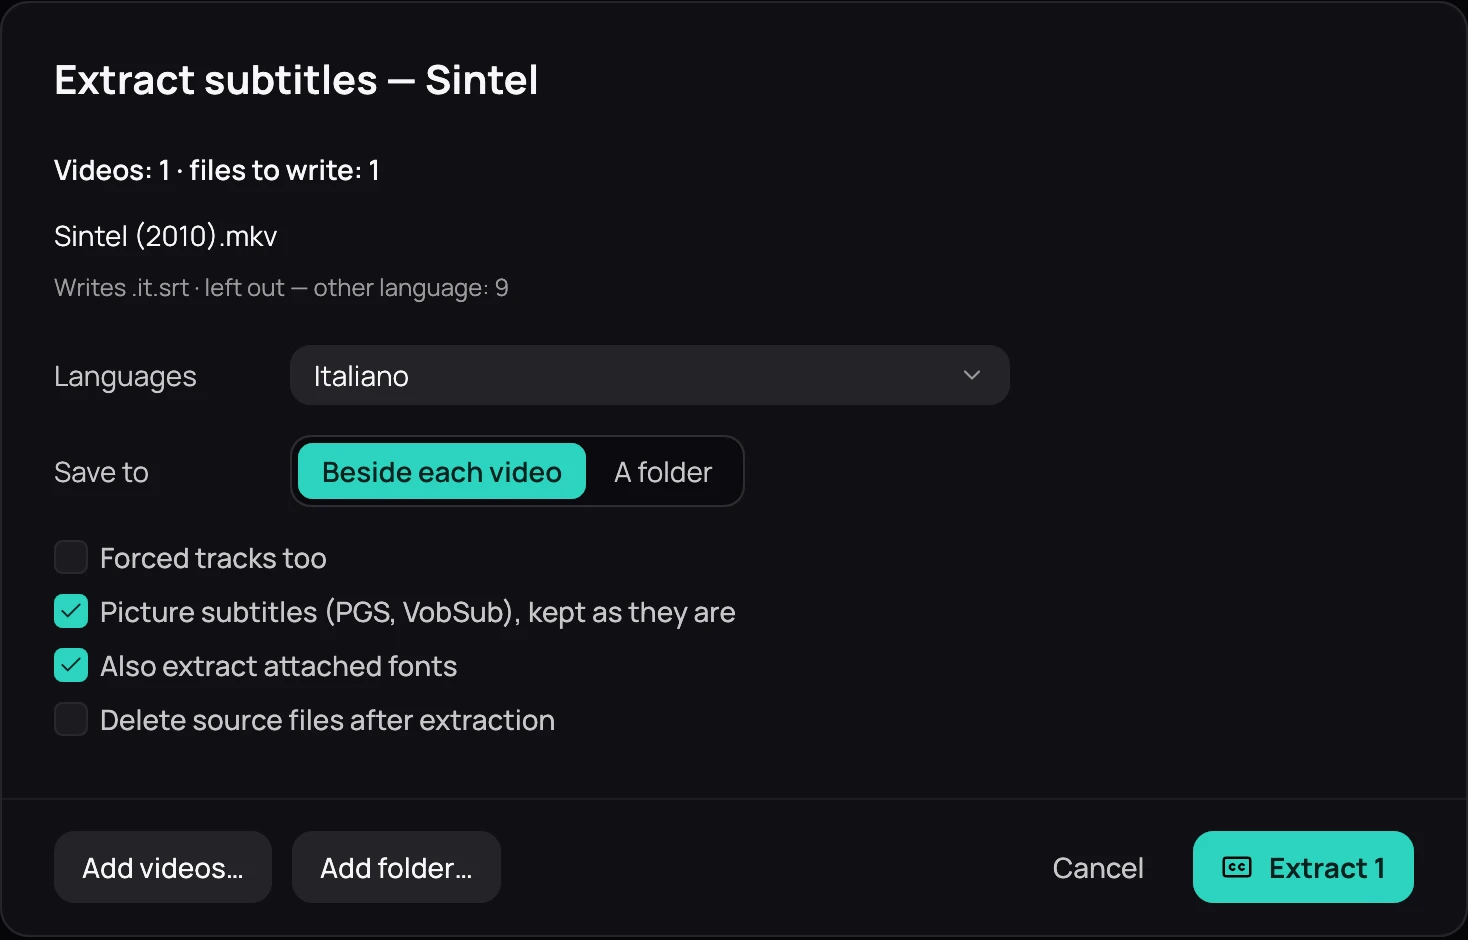 Extract subtitles — Sintel
Videos: 1 · files to write: 1
Sintel (2010).mkv
Writes .it.srt · left out — other language: 9
Languages
Italiano
Save to
Beside each video
A folder
Forced tracks too
Picture subtitles (PGS, VobSub), kept as they are
Also extract attached fonts
Delete source files after extraction
Add videos…
Add folder…
Cancel
CC
Extract 1